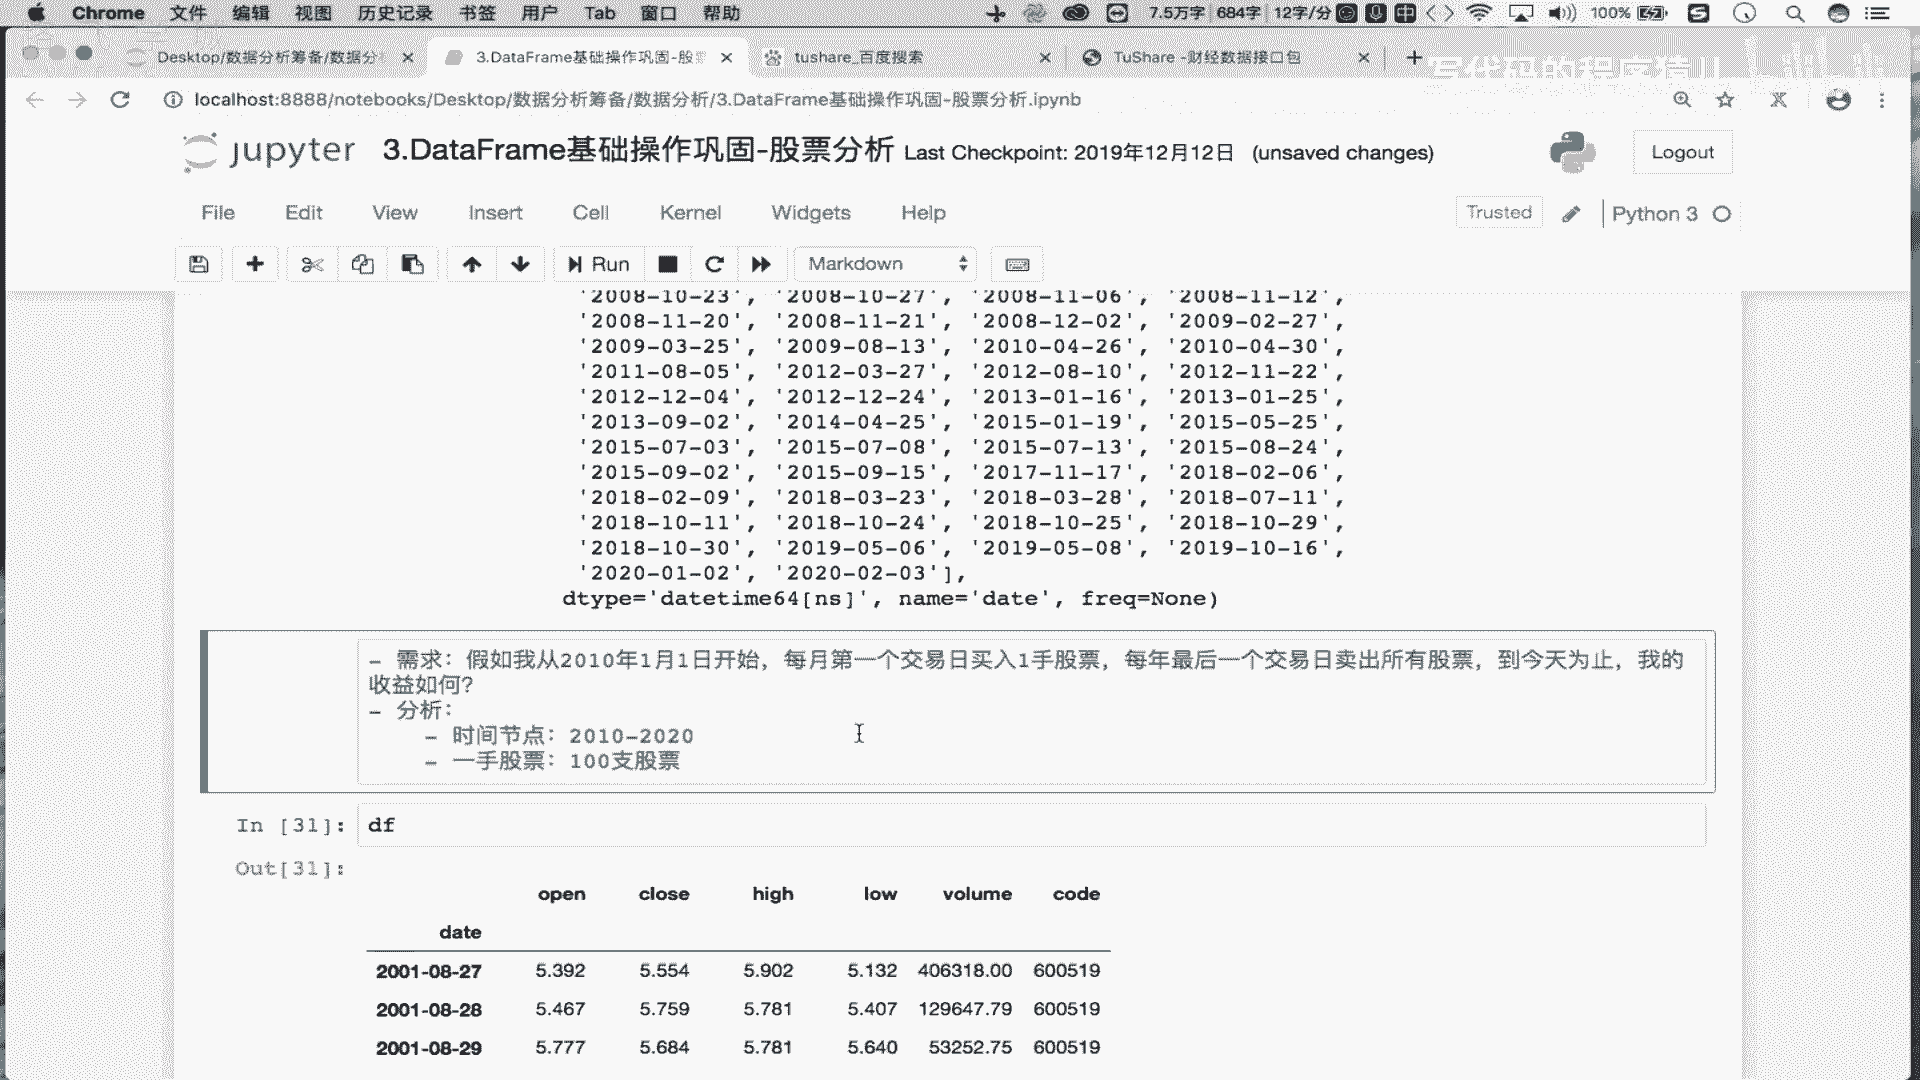 Chrome 文件 编辑 视图 历史记录 书签 用户 Tab 窗口 帮助 7.5万字 684字 12字/分 中 100%
Desktop/数据分析筹备/数据分 3.DataFrame基础操作巩固-股 tushare_百度搜索 TuShare -财经数据接口包
写代码的程序猿JJ
localhost:8888/notebooks/Desktop/数据分析筹备/数据分析/3.DataFrame基础操作巩固-股票分析.ipynb
jupyter 3.DataFrame基础操作巩固-股票分析 Last Checkpoint: 2019年12月12日 (unsaved changes) Logout
File Edit View Insert Cell Kernel Widgets Help Trusted Python 3
Run Markdown
'2008-10-23', '2008-10-27', '2008-11-06', '2008-11-12',
'2008-11-20', '2008-11-21', '2008-12-02', '2009-02-27',
'2009-03-25', '2009-08-13', '2010-04-26', '2010-04-30',
'2011-08-05', '2012-03-27', '2012-08-10', '2012-11-22',
'2012-12-04', '2012-12-24', '2013-01-16', '2013-01-25',
'2013-09-02', '2014-04-25', '2015-01-19', '2015-05-25',
'2015-07-03', '2015-07-08', '2015-07-13', '2015-08-24',
'2015-09-02', '2015-09-15', '2017-11-17', '2018-02-06',
'2018-02-09', '2018-03-23', '2018-03-28', '2018-07-11',
'2018-10-11', '2018-10-24', '2018-10-25', '2018-10-29',
'2018-10-30', '2019-05-06', '2019-05-08', '2019-10-16',
'2020-01-02', '2020-02-03'],
dtype='datetime64[ns]', name='date', freq=None)
- 需求：假如我从2010年1月1日开始，每月第一个交易日买入1手股票，每年最后一个交易日卖出所有股票，到今天为止，我的
收益如何?
- 分析：
- 时间节点：2010-2020
- 一手股票：100支股票
In [31]: df
Out[31]:
open close high low volume code
date
2001-08-27 5.392 5.554 5.902 5.132 406318.00 600519
2001-08-28 5.467 5.759 5.781 5.407 129647.79 600519
2001-08-29 5.777 5.684 5.781 5.640 53252.75 600519